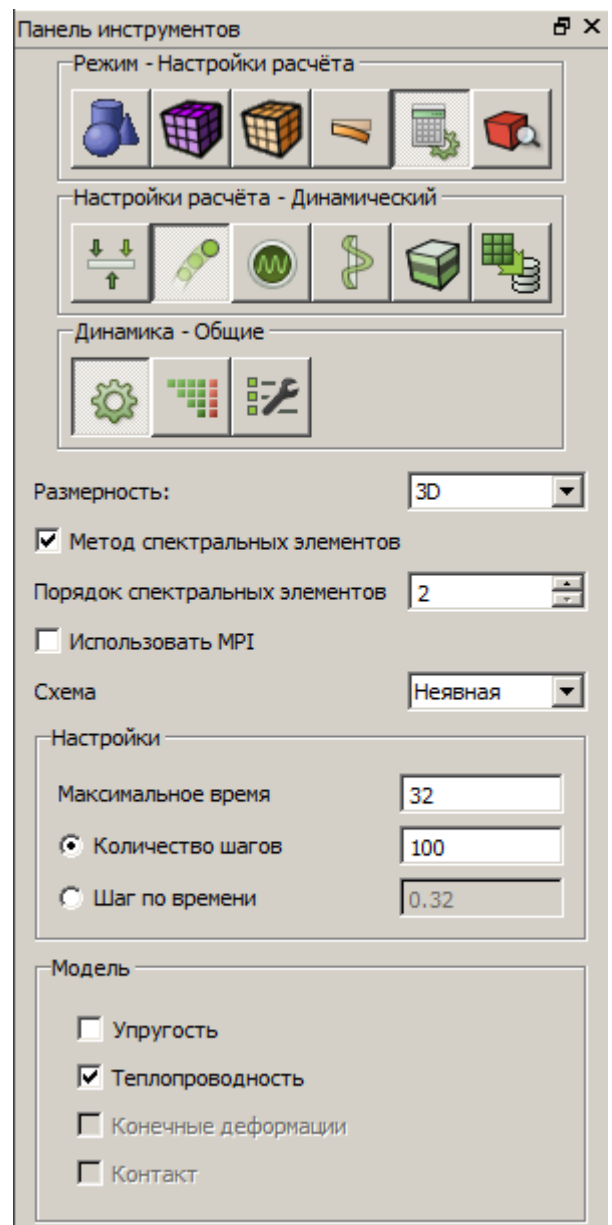 Панель инструментов
Режим - Настройки расчёта
Настройки расчёта - Динамический
Динамика - Общие
Размерность: 3D
Метод спектральных элементов
Порядок спектральных элементов 2
Использовать MPI
Схема Неявная
Настройки
Максимальное время 32
Количество шагов 100
Шаг по времени 0.32
Модель
Упругость
Теплопроводность
Конечные деформации
Контакт